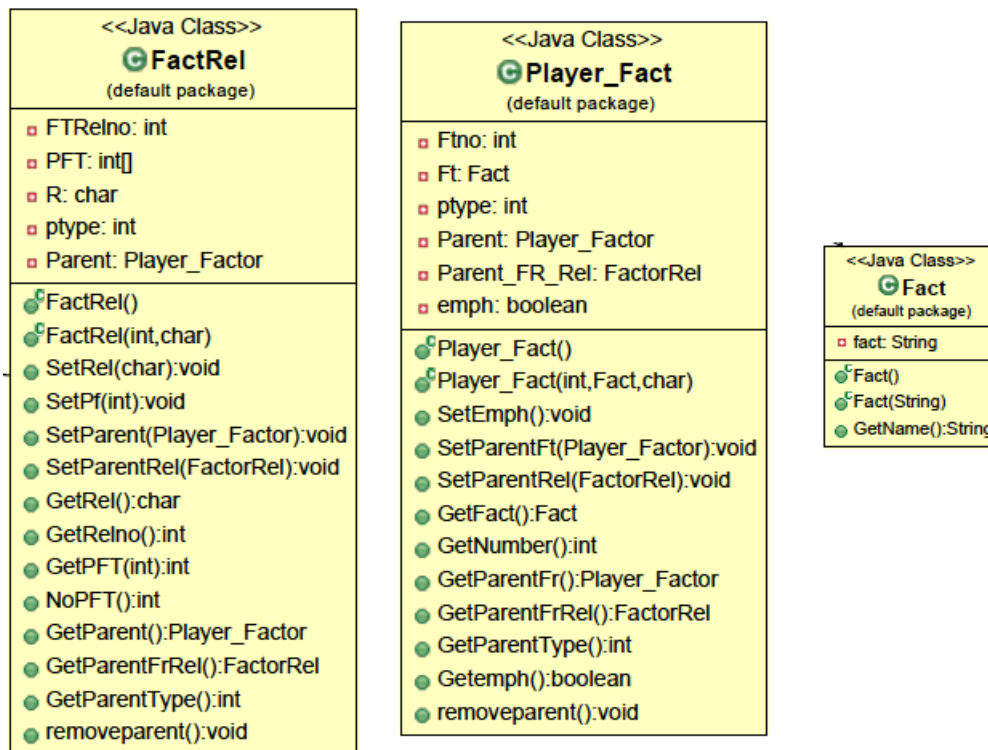 <<Java Class>>
FactRel
(default package)
FTRelno: int
PFT: int[]
R: char
ptype: int
Parent: Player_Factor
FactRel()
FactRel(int,char)
SetRel(char):void
SetPf(int):void
SetParent(Player_Factor):void
SetParentRel(FactorRel):void
GetRel():char
GetRelno():int
GetPFT(int):int
NoPFT():int
GetParent():Player_Factor
GetParentFrRel():FactorRel
GetParentType():int
removeparent():void
<<Java Class>>
Player_Fact
(default package)
Ftno: int
Ft: Fact
ptype: int
Parent: Player_Factor
Parent_FR_Rel: FactorRel
emph: boolean
Player_Fact()
Player_Fact(int,Fact,char)
SetEmph():void
SetParentFt(Player_Factor):void
SetParentRel(FactorRel):void
GetFact():Fact
GetNumber():int
GetParentFr():Player_Factor
GetParentFrRel():FactorRel
GetParentType():int
Getemph():boolean
removeparent():void
<<Java Class>>
Fact
(default package)
fact: String
Fact()
Fact(String)
GetName():String